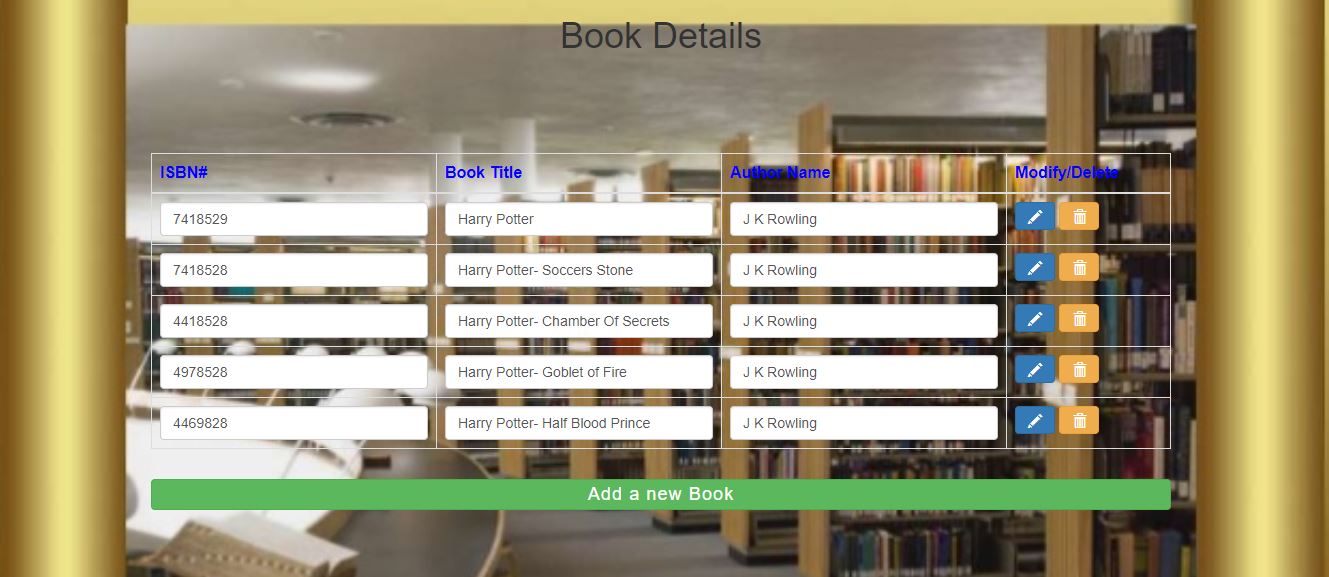 Book Details
ISBN# Book Title Author Name Modify/Delete
7418529 Harry Potter J K Rowling
7418528 Harry Potter- Soccers Stone J K Rowling
4418528 Harry Potter- Chamber Of Secrets J K Rowling
4978528 Harry Potter- Goblet of Fire J K Rowling
4469828 Harry Potter- Half Blood Prince J K Rowling
Add a new Book